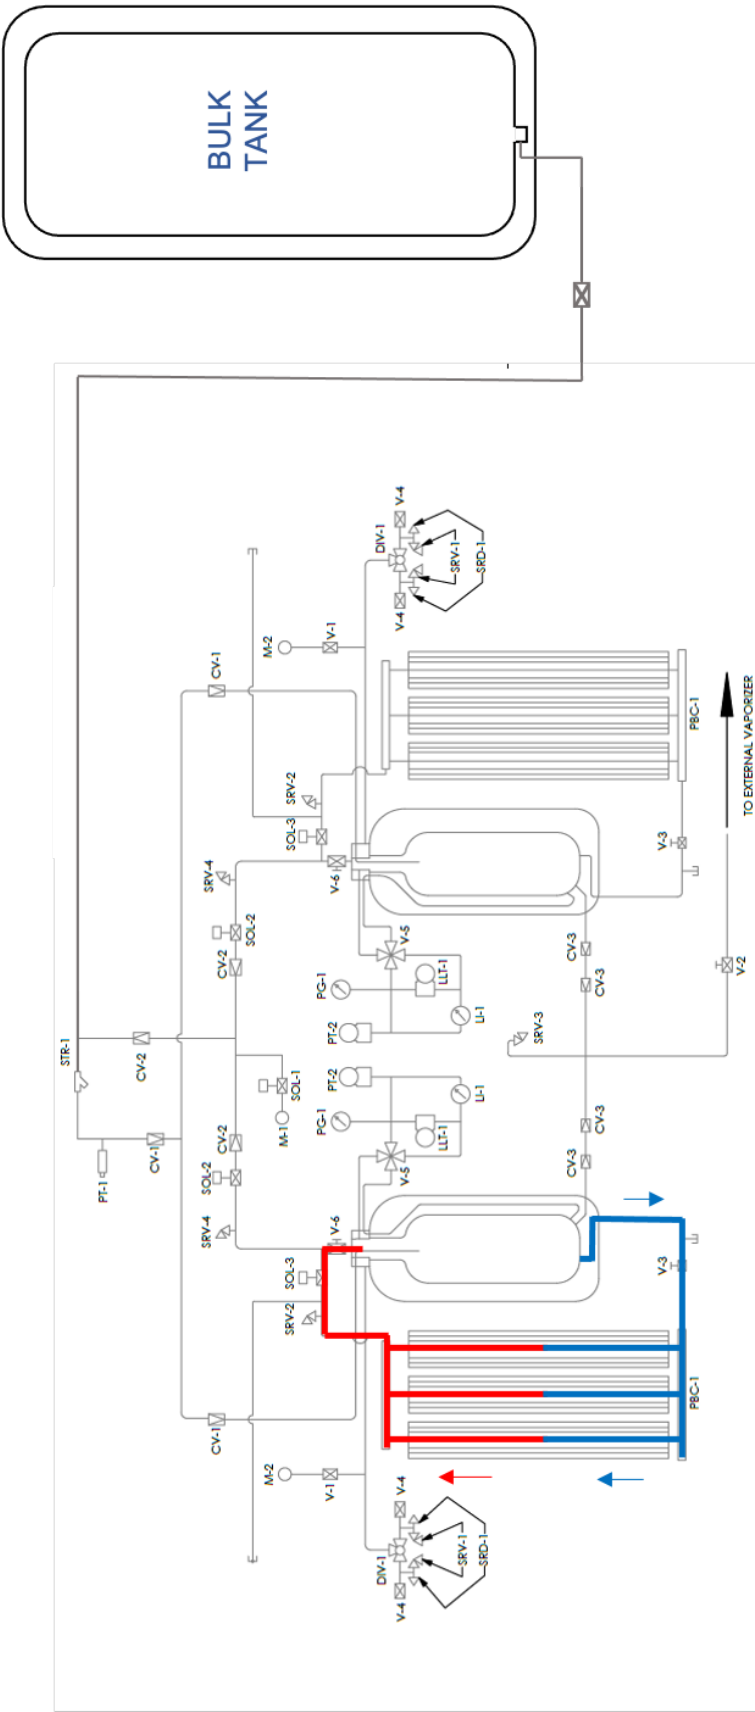 STR-1
PT-1
CV-2
CV-1
CV-1
SRV-4
SOL-2
CV-2
CV-2
SRV-4
SOL-2
CV-1
BULK
TANK
M-2
SOL-3
SRV-2
M-1
SOL-1
SOL-3
SRV-2
M-2
V-1
V-6
PG-1
PT-2
PT-2
PG-1
V-6
V-1
DIV-1
V-4
V-4
V-5
V-5
DIV-1
V-4
V-4
LLT-1
LLT-1
SRV-1
SRV-1
SRD-1
LI-1
LI-1
SRD-1
SRV-3
CV-3
CV-3
CV-3
CV-3
V-3
V-3
PBC-1
PBC-1
V-2
TO EXTERNAL VAPORIZER